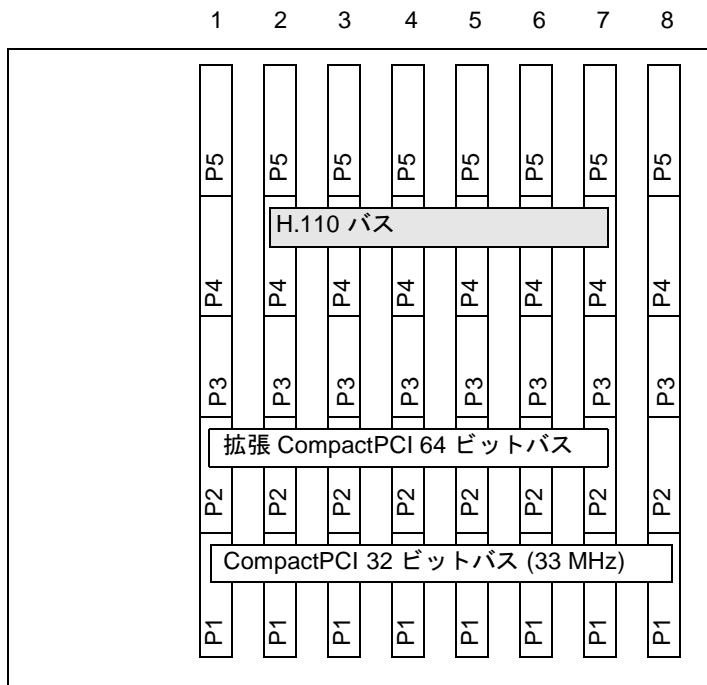 1 2 3 4 5 6 7 8
P5 P5 P5 P5 P5 P5 P5 P5
H.110 バス
P4 P4 P4 P4 P4 P4 P4 P4
P3 P3 P3 P3 P3 P3 P3 P3
拡張 CompactPCI 64 ビットバス
P2 P2 P2 P2 P2 P2 P2 P2
CompactPCI 32 ビットバス (33 MHz)
P1 P1 P1 P1 P1 P1 P1 P1